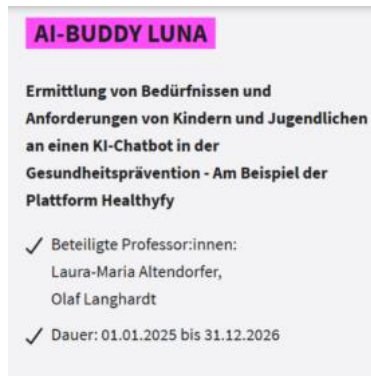 AI-BUDDY LUNA
Ermittlung von Bedürfnissen und
Anforderungen von Kindern und Jugendlichen
an einen KI-Chatbot in der
Gesundheitsprävention - Am Beispiel der
Plattform Healthyfy
Beteiligte Professor:innen:
Laura-Maria Altendorfer,
Olaf Langhardt
Dauer: 01.01.2025 bis 31.12.2026